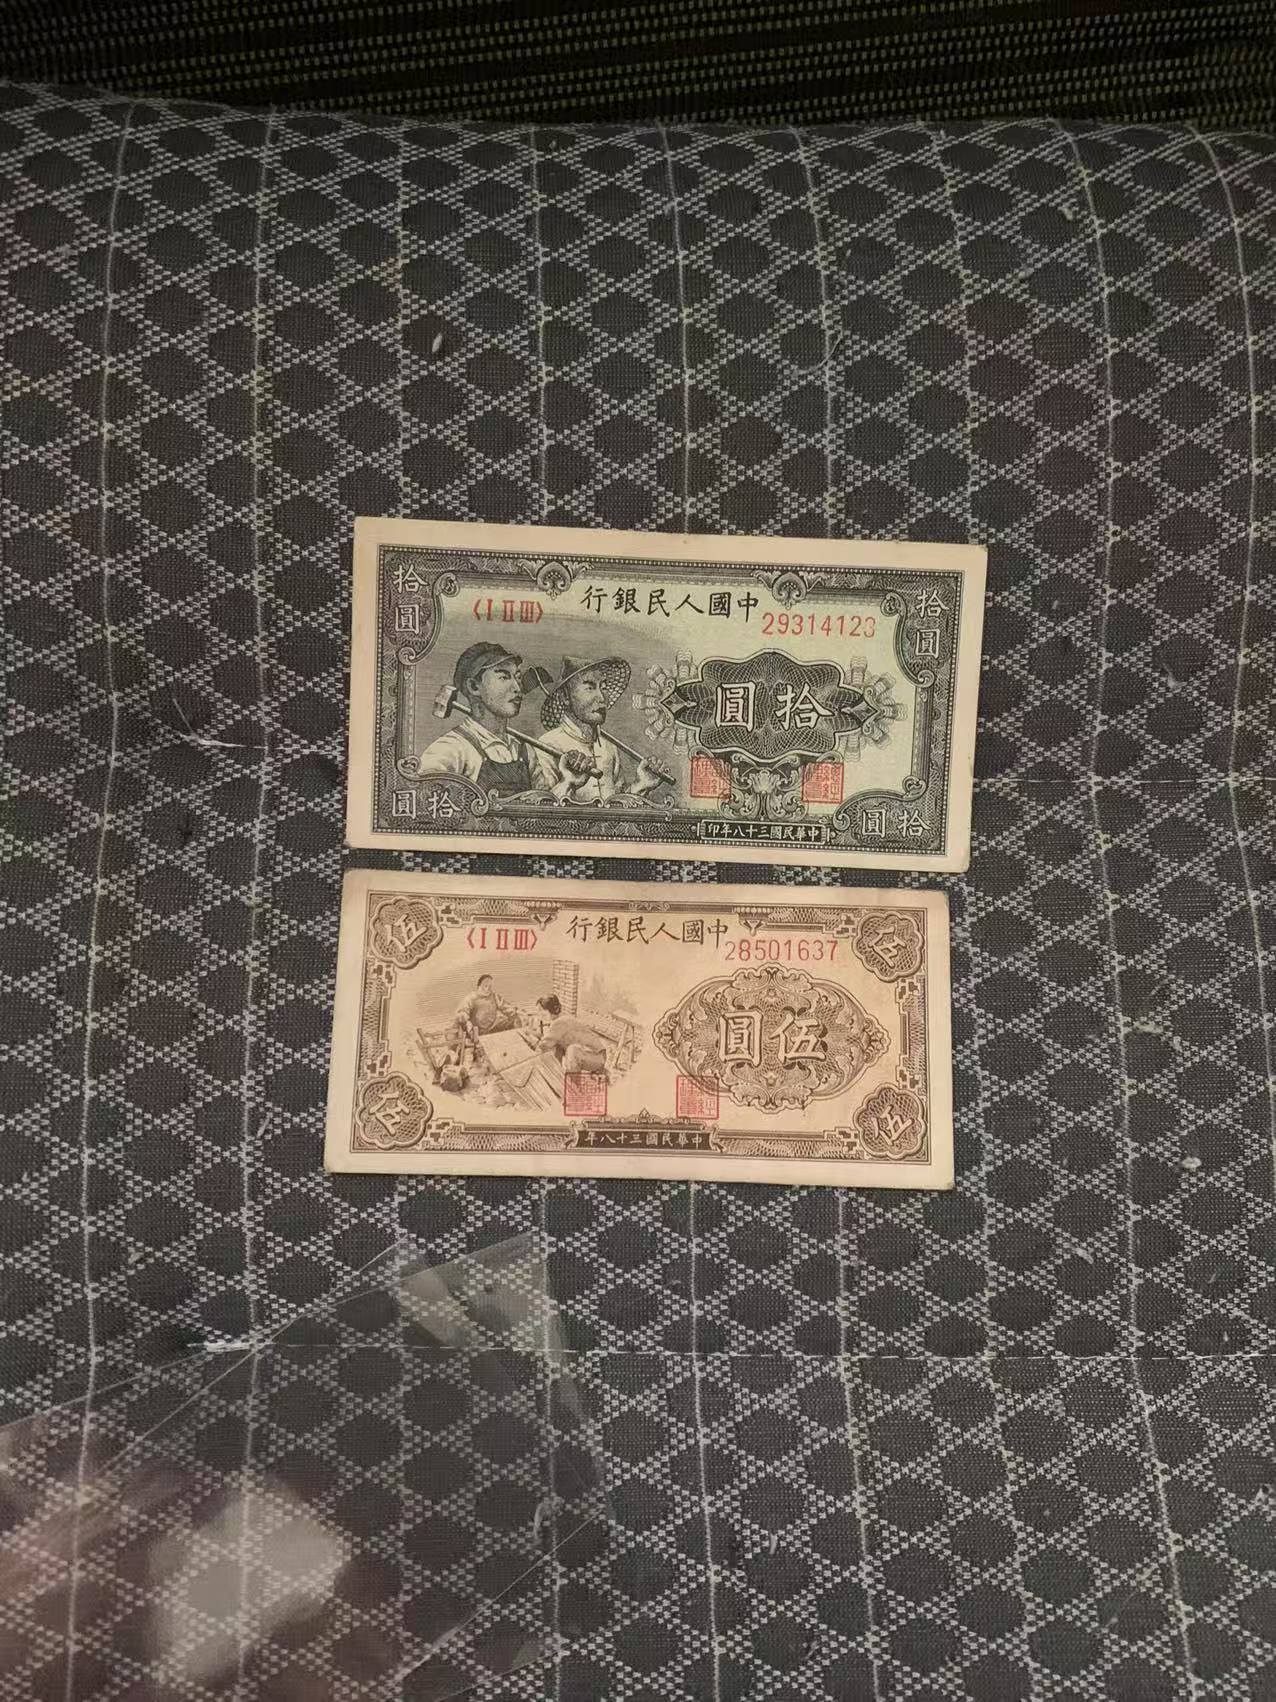 拾圓
〈I II III〉
中國人民銀行
29314123
拾圓
拾圓
拾圓
中華民國三十八年印
拾圓
伍
〈I II III〉
中國人民銀行
28501637
伍
伍圓
伍
中華民國三十八年
伍